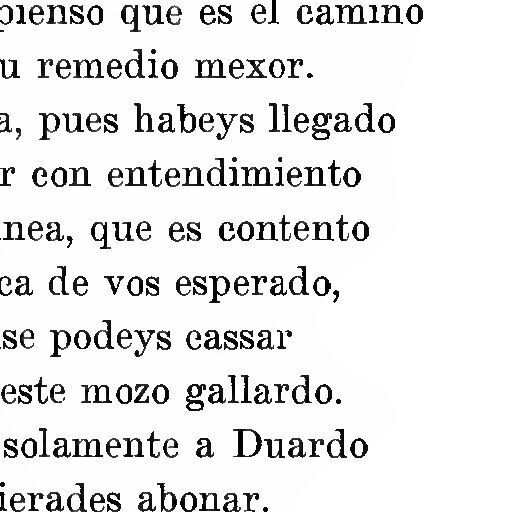 pienso que es el camino
u remedio mexor.
a, pues habeys llegado
r con entendimiento
nea, que es contento
ca de vos esperado,
se podeys cassar
este mozo gallardo.
solamente a Duardo
ierades abonar.